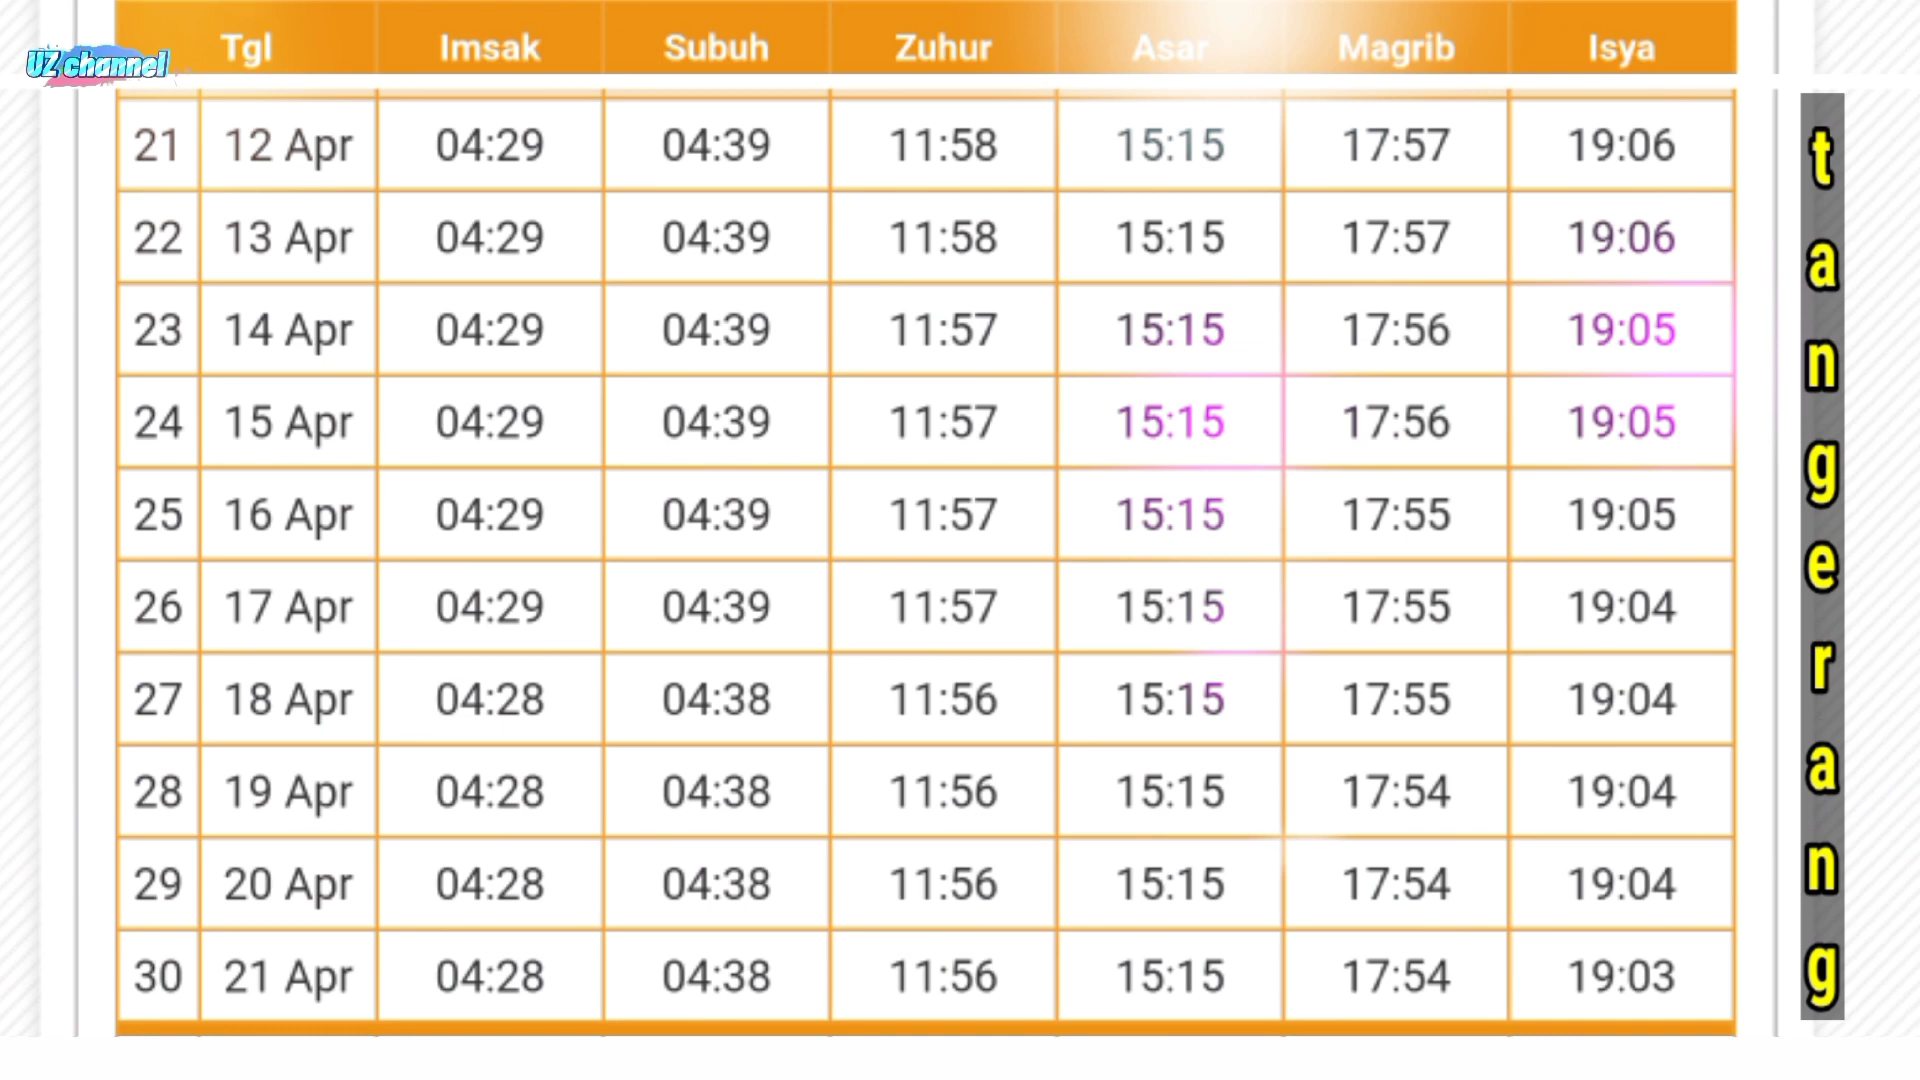 UZ channel
Tgl Imsak Subuh Zuhur Asar Magrib Isya
21 12 Apr 04:29 04:39 11:58 15:15 17:57 19:06
22 13 Apr 04:29 04:39 11:58 15:15 17:57 19:06
23 14 Apr 04:29 04:39 11:57 15:15 17:56 19:05
24 15 Apr 04:29 04:39 11:57 15:15 17:56 19:05
25 16 Apr 04:29 04:39 11:57 15:15 17:55 19:05
26 17 Apr 04:29 04:39 11:57 15:15 17:55 19:04
27 18 Apr 04:28 04:38 11:56 15:15 17:55 19:04
28 19 Apr 04:28 04:38 11:56 15:15 17:54 19:04
29 20 Apr 04:28 04:38 11:56 15:15 17:54 19:04
30 21 Apr 04:28 04:38 11:56 15:15 17:54 19:03
tangerang